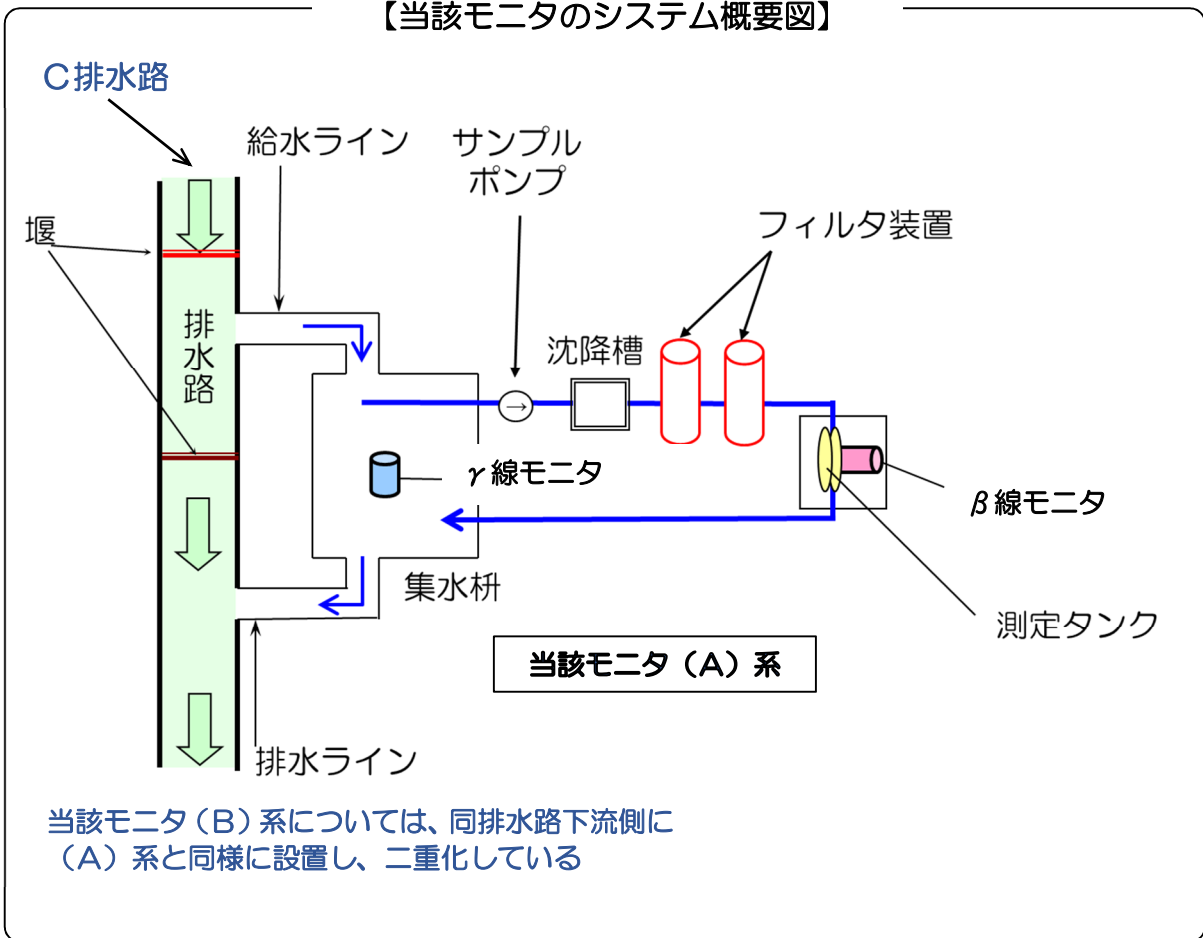 【当該モニタのシステム概要図】
C排水路
給水ライン
サンプル
ポンプ
フィルタ装置
堰
排水路
沈降槽
γ線モニタ
β線モニタ
集水枡
測定タンク
当該モニタ（A）系
排水ライン
当該モニタ（B）系については、同排水路下流側に
（A）系と同様に設置し、二重化している